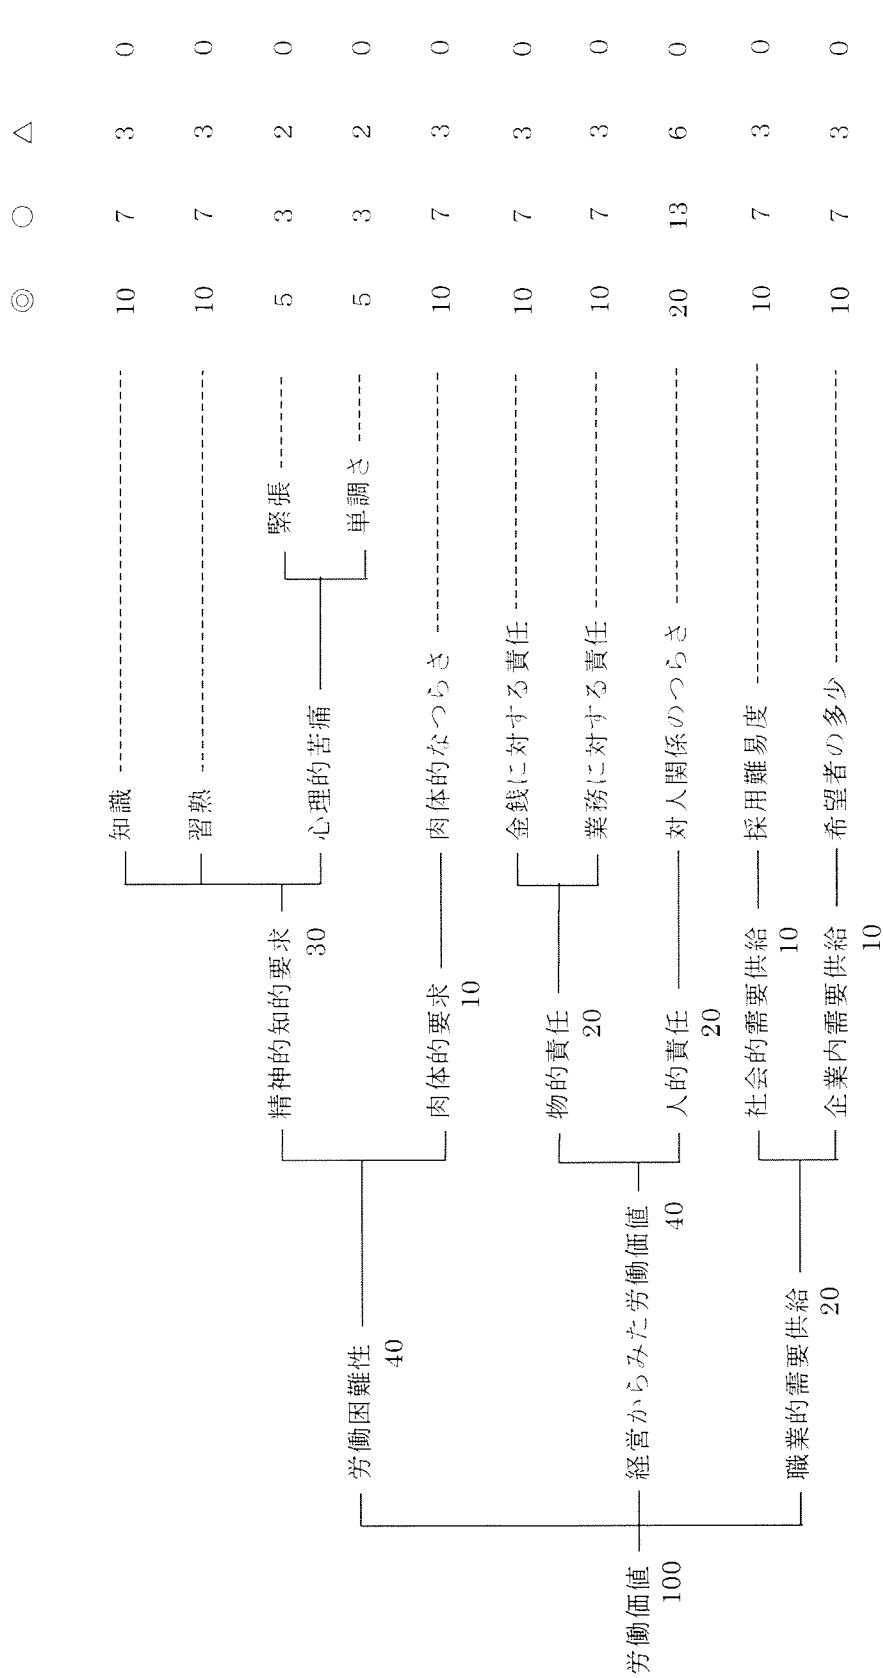 ◎ ○ △
知識 10 7 3 0
習熟 10 7 3 0
緊張 5 3 2 0
単調さ 5 3 2 0
心理的苦痛
精神的知的要求
30
肉体的なつらさ 10 7 3 0
肉体的要求
10
労働困難性
40
金銭に対する責任 10 7 3 0
業務に対する責任 10 7 3 0
物的責任
20
対人関係のつらさ 20 13 6 0
人的責任
20
経営からみた労働価値
40
労働価値
100
採用難易度 10 7 3 0
社会的需要供給
10
希望者の多少 10 7 3 0
企業内需要供給
10
職業的需要供給
20